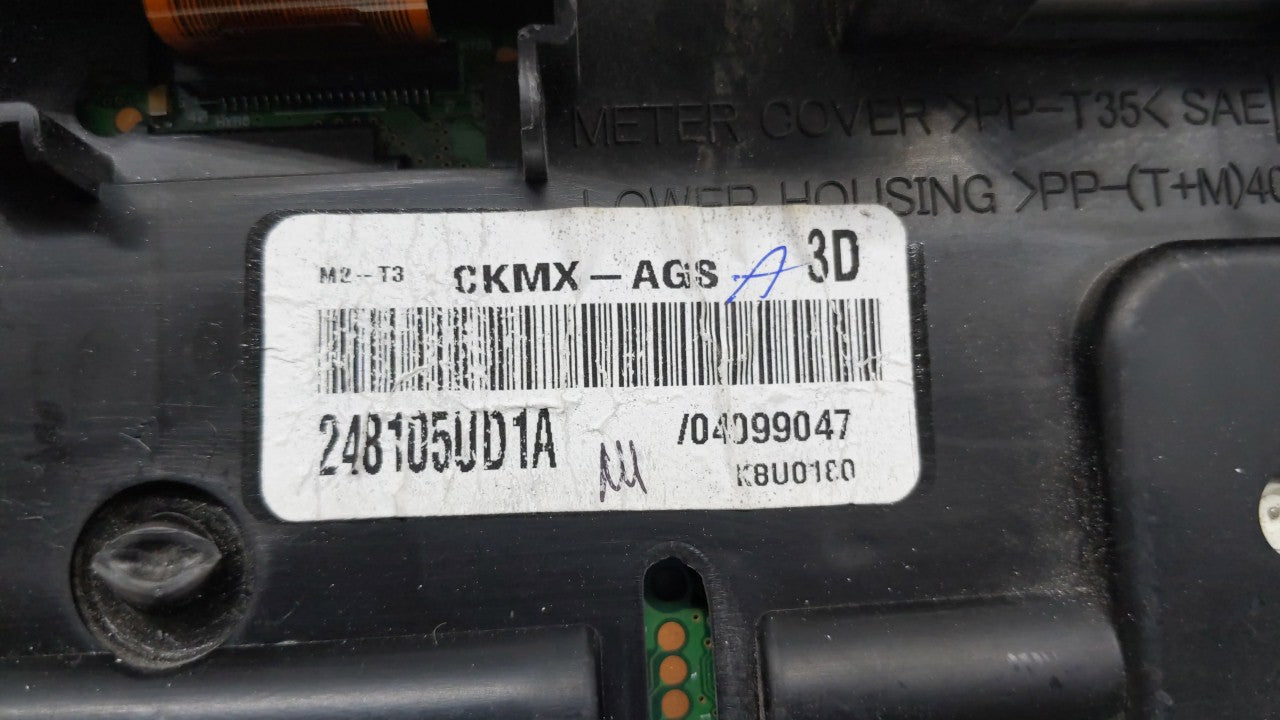 METER COVER >PP-T35< SAE
LOWER HOUSING >PP-(T+M)40
M2--T3 CKMX-AGS A 3D
248105UD1A /04099047
K8U0180